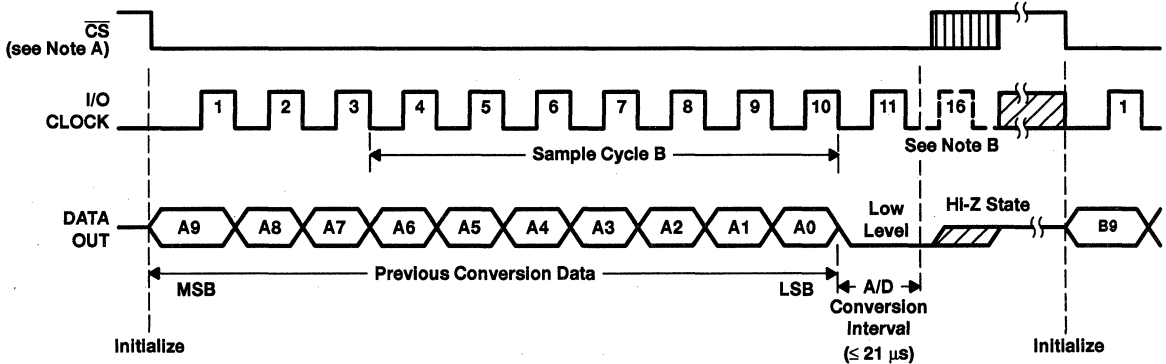 CS
(see Note A)
I/O
CLOCK
1 2 3 4 5 6 7 8 9 10 11 16 1
Sample Cycle B
See Note B
DATA
OUT
A9 A8 A7 A6 A5 A4 A3 A2 A1 A0
Low
Level
Hi-Z State
B9
Previous Conversion Data
MSB
LSB
A/D
Conversion
Interval
(≤ 21 μs)
Initialize
Initialize